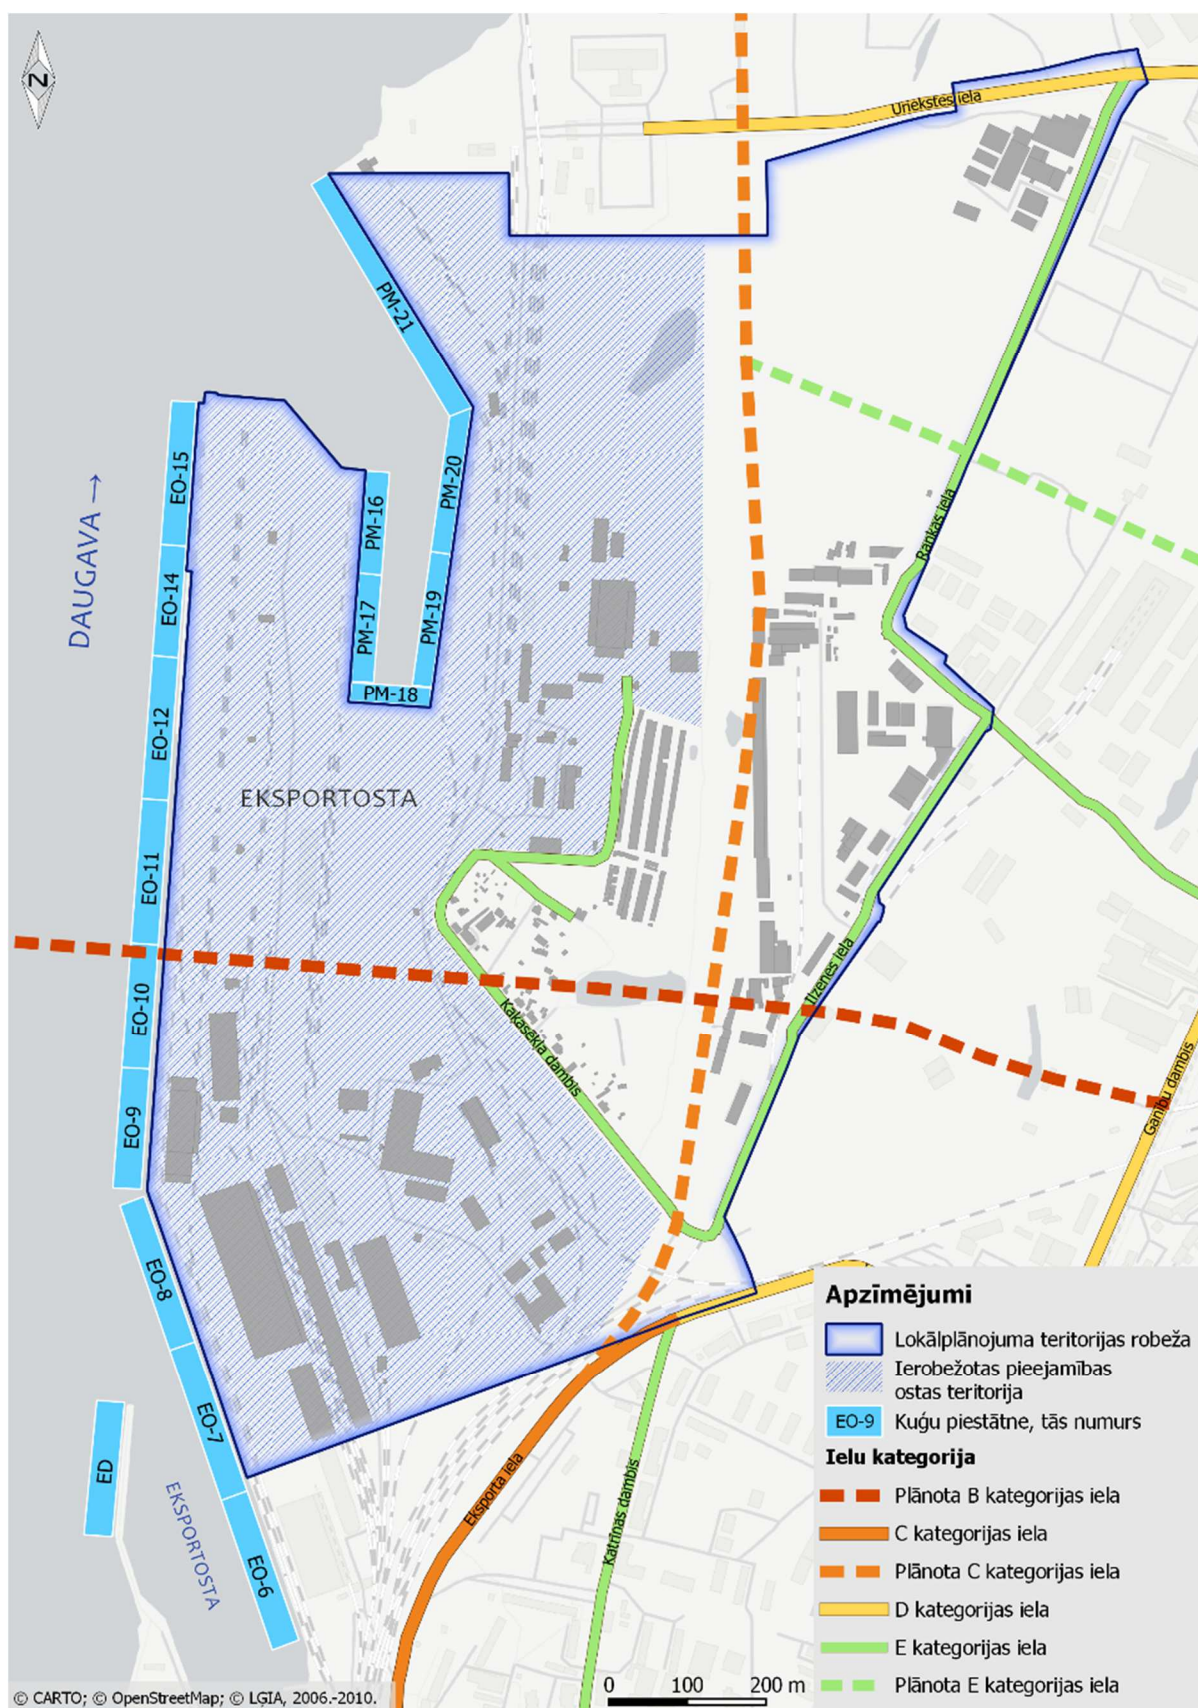 N
Uriekstes iela
PM-21
EO-15
PM-16
PM-20
DAUGAVA →
EO-14
PM-17
PM-19
Rankas iela
PM-18
EO-12
EKSPORTOSTA
EO-11
EO-10
Ilzenes iela
Kakasēkļa dambis
EO-9
Ganību dambis
EO-8
EO-7
ED
EKSPORTOSTA
EO-6
Eksporta iela
Katrīnas dambis
Apzīmējumi
Lokālplānojuma teritorijas robeža
Ierobežotas pieejamības
ostas teritorija
EO-9 Kuģu piestātne, tās numurs
Ielu kategorija
Plānota B kategorijas iela
C kategorijas iela
Plānota C kategorijas iela
D kategorijas iela
E kategorijas iela
Plānota E kategorijas iela
0 100 200 m
© CARTO; © OpenStreetMap; © LĢIA, 2006.-2010.